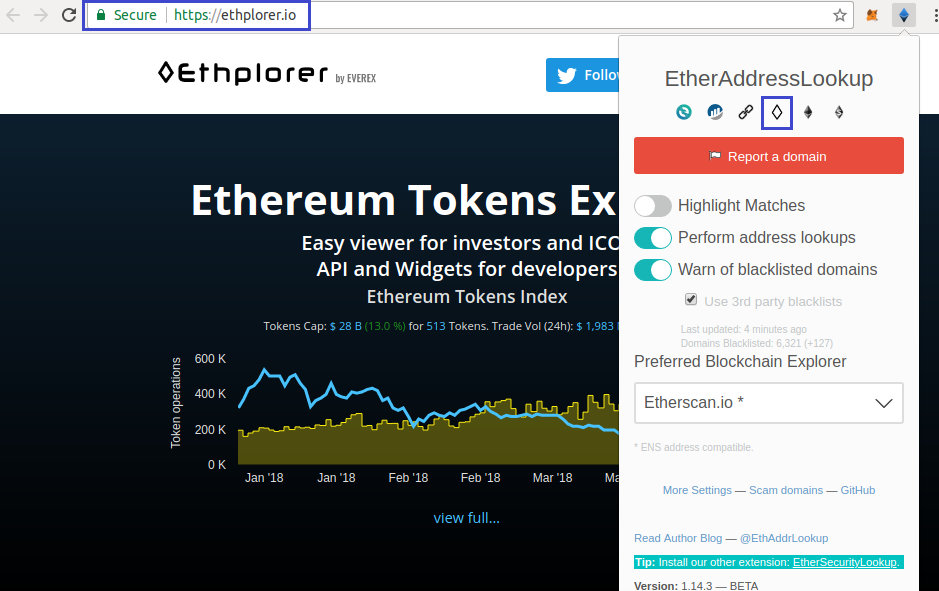 Secure https://ethplorer.io
Ethplorer by EVEREX
Follo
Ethereum Tokens Ex
Easy viewer for investors and ICO
API and Widgets for developers
Ethereum Tokens Index
Tokens Cap: $ 28 B (13.0 %) for 513 Tokens. Trade Vol (24h): $ 1,983
Token operations
600 K
400 K
200 K
0 K
Jan '18 Jan '18 Feb '18 Feb '18 Mar '18 Ma
view full...
EtherAddressLookup
Report a domain
Highlight Matches
Perform address lookups
Warn of blacklisted domains
Use 3rd party blacklists
Last updated: 4 minutes ago
Domains Blacklisted: 6,321 (+127)
Preferred Blockchain Explorer
Etherscan.io *
* ENS address compatible.
More Settings — Scam domains — GitHub
Read Author Blog — @EthAddrLookup
Tip: Install our other extension: EtherSecurityLookup.
Version: 1.14.3 — BETA